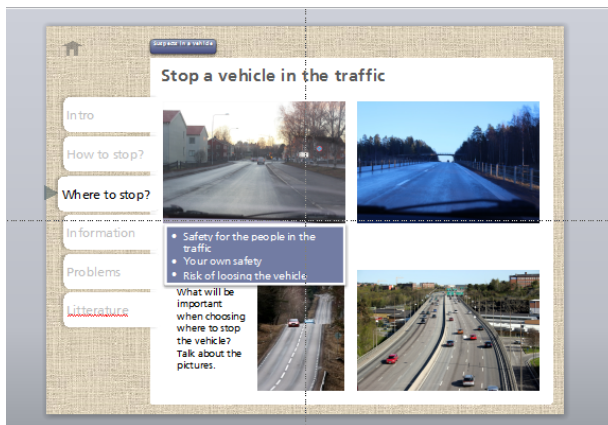 Suspects in a vehicle
Stop a vehicle in the traffic
Intro
How to stop?
Where to stop?
Information
Problems
Litterature
• Safety for the people in the
traffic
• Your own safety
• Risk of loosing the vehicle
What will be
important
when choosing
where to stop
the vehicle?
Talk about the
pictures.